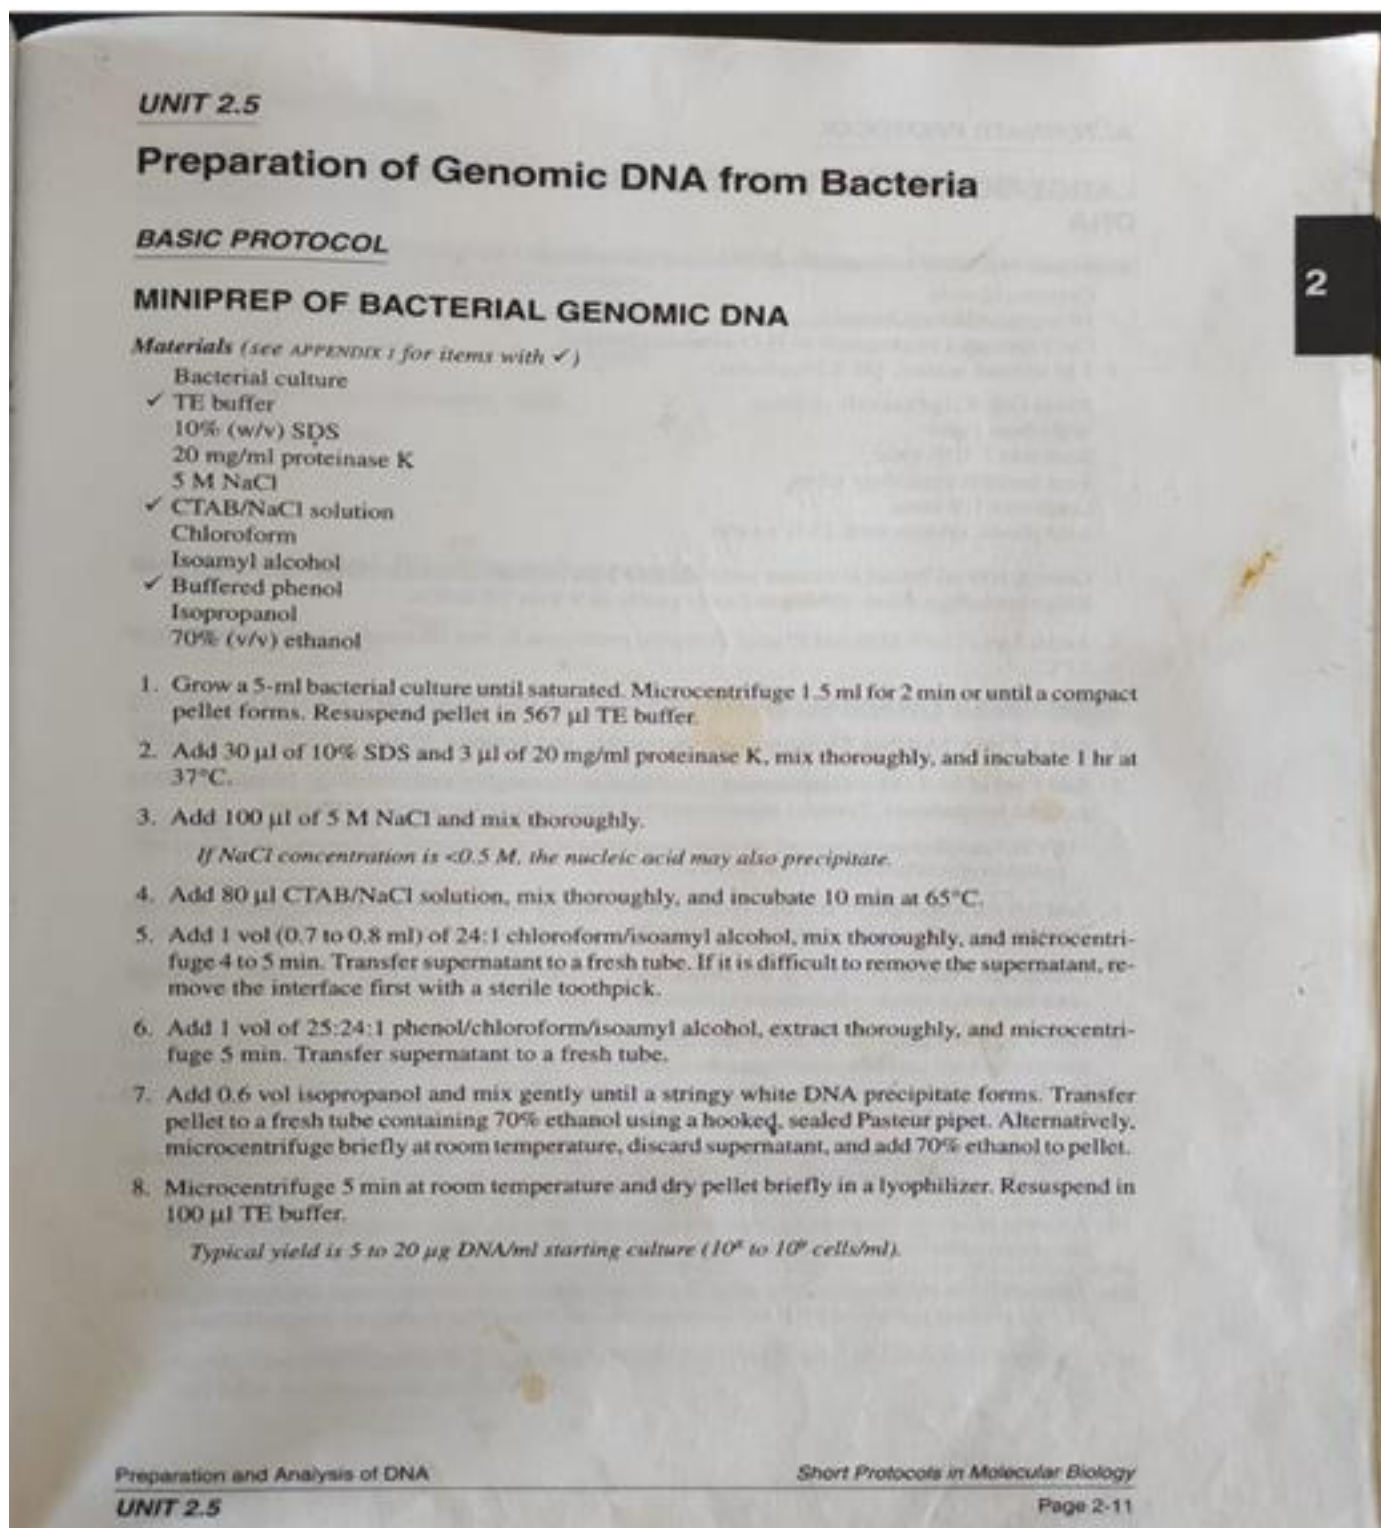 UNIT 2.5
Preparation of Genomic DNA from Bacteria
BASIC PROTOCOL
2
MINIPREP OF BACTERIAL GENOMIC DNA
Materials (see APPENDIX 1 for items with ✓)
Bacterial culture
✓ TE buffer
10% (w/v) SDS
20 mg/ml proteinase K
5 M NaCl
✓ CTAB/NaCl solution
Chloroform
Isoamyl alcohol
✓ Buffered phenol
Isopropanol
70% (v/v) ethanol
1. Grow a 5-ml bacterial culture until saturated. Microcentrifuge 1.5 ml for 2 min or until a compact
pellet forms. Resuspend pellet in 567 µl TE buffer.
2. Add 30 µl of 10% SDS and 3 µl of 20 mg/ml proteinase K, mix thoroughly, and incubate 1 hr at
37°C.
3. Add 100 µl of 5 M NaCl and mix thoroughly.
If NaCl concentration is <0.5 M, the nucleic acid may also precipitate.
4. Add 80 µl CTAB/NaCl solution, mix thoroughly, and incubate 10 min at 65°C.
5. Add 1 vol (0.7 to 0.8 ml) of 24:1 chloroform/isoamyl alcohol, mix thoroughly, and microcentri-
fuge 4 to 5 min. Transfer supernatant to a fresh tube. If it is difficult to remove the supernatant, re-
move the interface first with a sterile toothpick.
6. Add 1 vol of 25:24:1 phenol/chloroform/isoamyl alcohol, extract thoroughly, and microcentri-
fuge 5 min. Transfer supernatant to a fresh tube.
7. Add 0.6 vol isopropanol and mix gently until a stringy white DNA precipitate forms. Transfer
pellet to a fresh tube containing 70% ethanol using a hooked, sealed Pasteur pipet. Alternatively,
microcentrifuge briefly at room temperature, discard supernatant, and add 70% ethanol to pellet.
8. Microcentrifuge 5 min at room temperature and dry pellet briefly in a lyophilizer. Resuspend in
100 µl TE buffer.
Typical yield is 5 to 20 µg DNA/ml starting culture (10⁸ to 10⁹ cells/ml).
Preparation and Analysis of DNA
Short Protocols in Molecular Biology
UNIT 2.5
Page 2-11